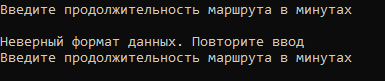 Введите продолжительность маршрута в минутах
Неверный формат данных. Повторите ввод
Введите продолжительность маршрута в минутах